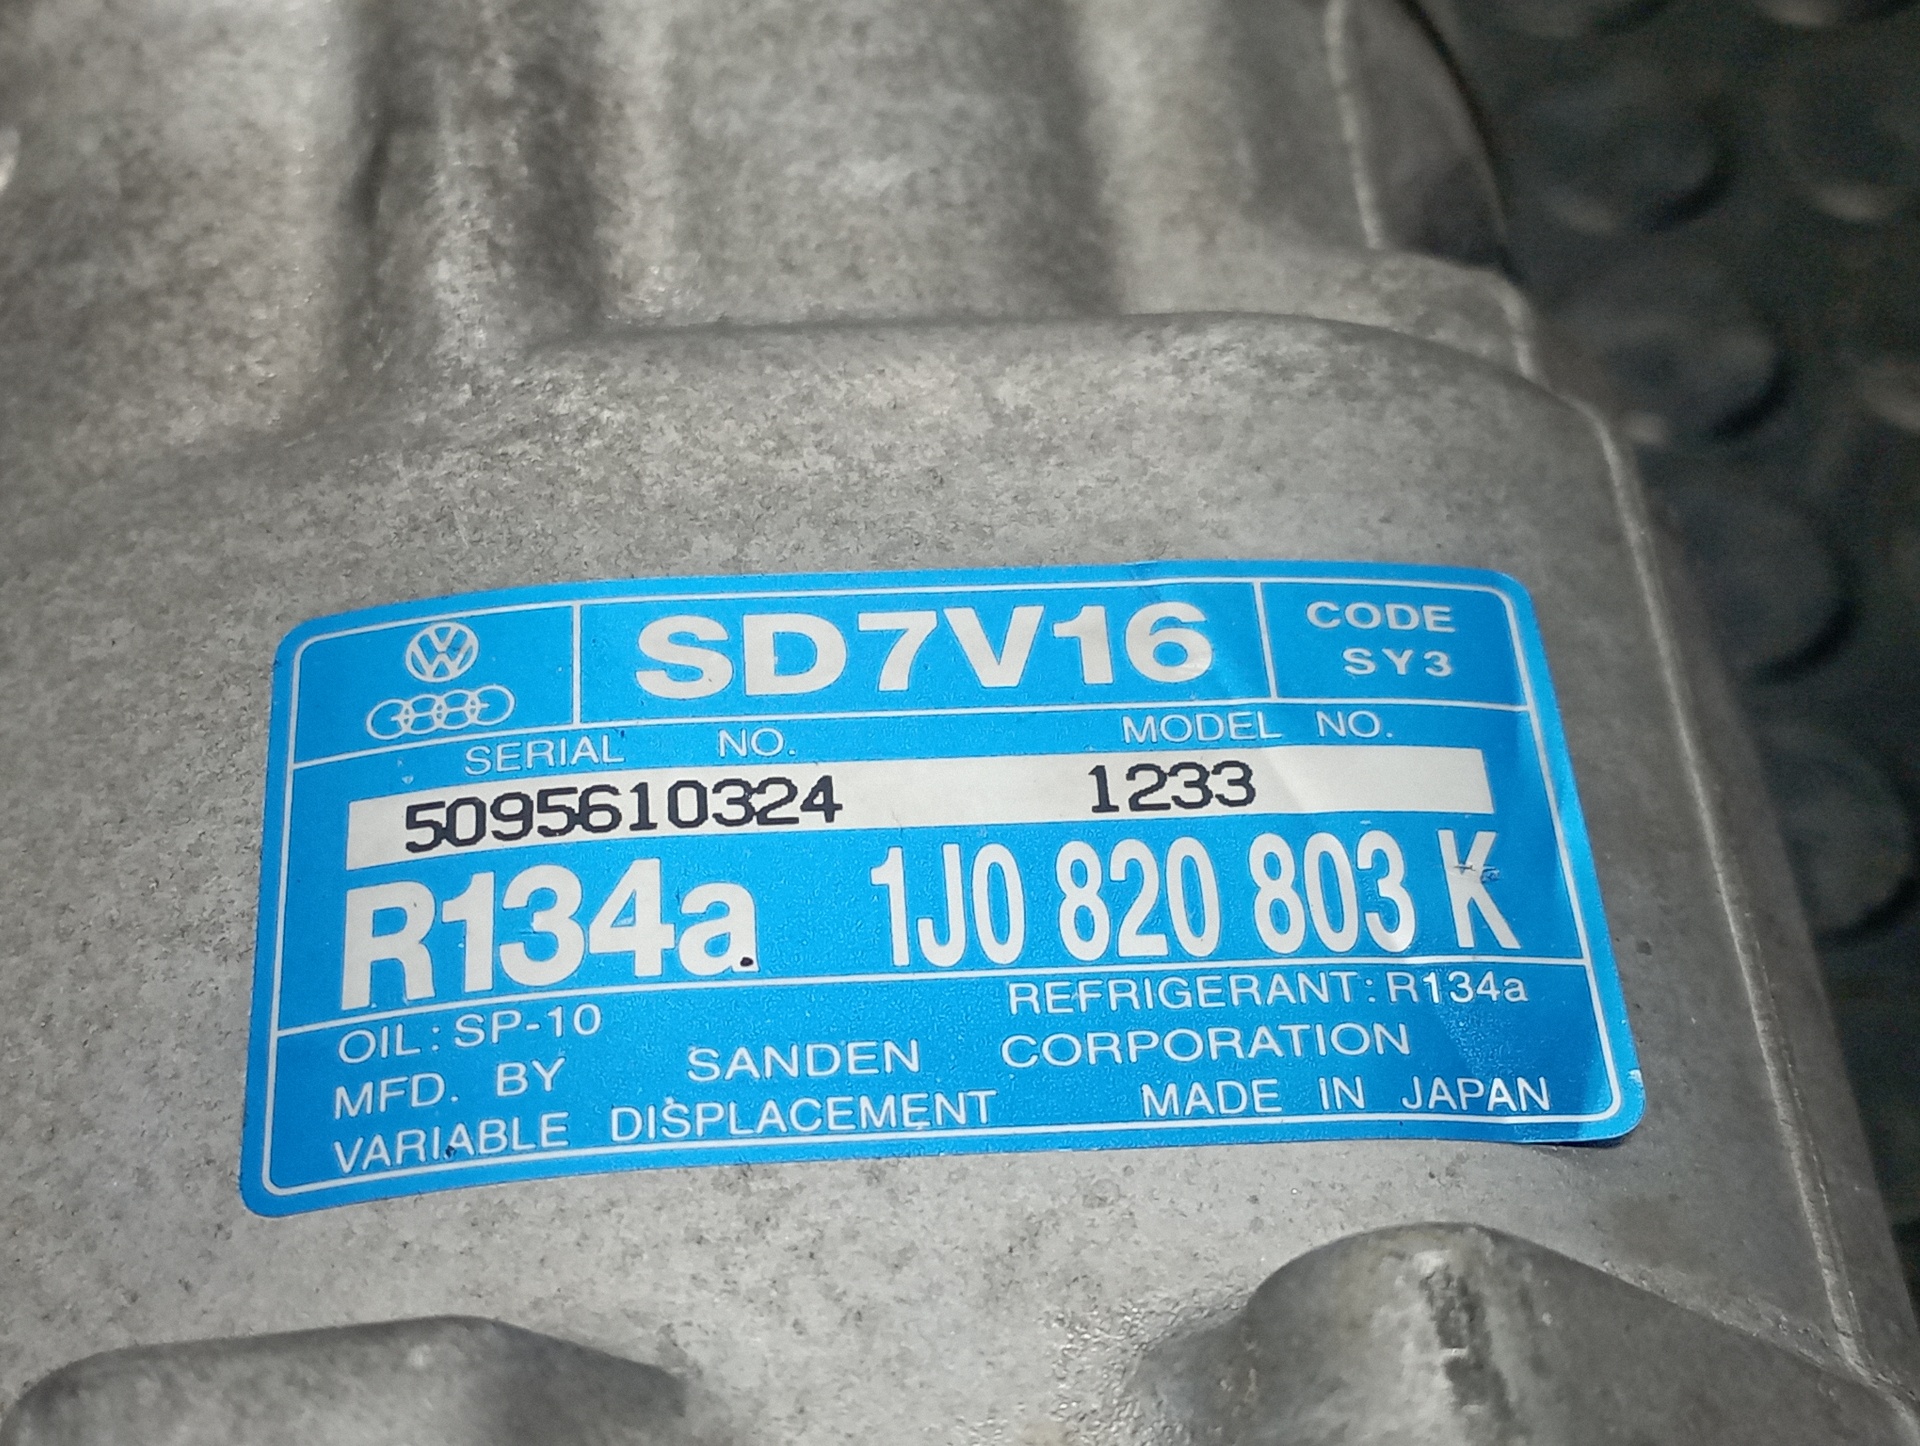 SD7V16
CODE
SY3
SERIAL NO. MODEL NO.
5095610324 1233
R134a 1J0 820 803 K
OIL: SP-10 REFRIGERANT: R134a
MFD. BY SANDEN CORPORATION
VARIABLE DISPLACEMENT MADE IN JAPAN